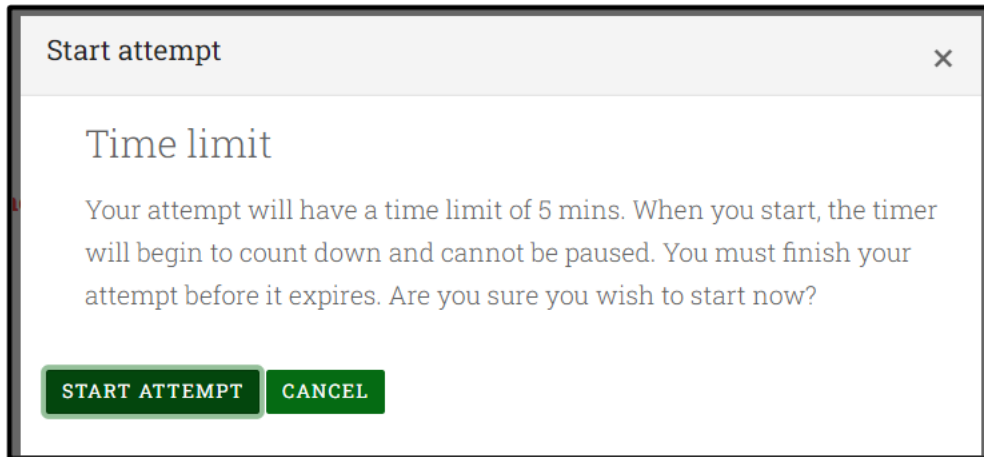 Start attempt
×
Time limit
Your attempt will have a time limit of 5 mins. When you start, the timer
will begin to count down and cannot be paused. You must finish your
attempt before it expires. Are you sure you wish to start now?
START ATTEMPT CANCEL